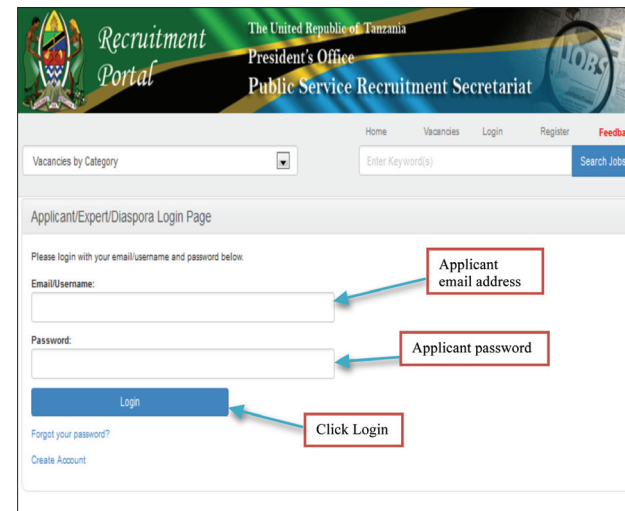 Recruitment
Portal
The United Republic of Tanzania
President's Office
Public Service Recruitment Secretariat
JOBS
Home Vacancies Login Register Feedba
Vacancies by Category
Enter Keyword(s)
Search Jobs
Applicant/Expert/Diaspora Login Page
Please login with your email/username and password below.
Email/Username:
Applicant
email address
Password:
Applicant password
Login
Click Login
Forgot your password?
Create Account